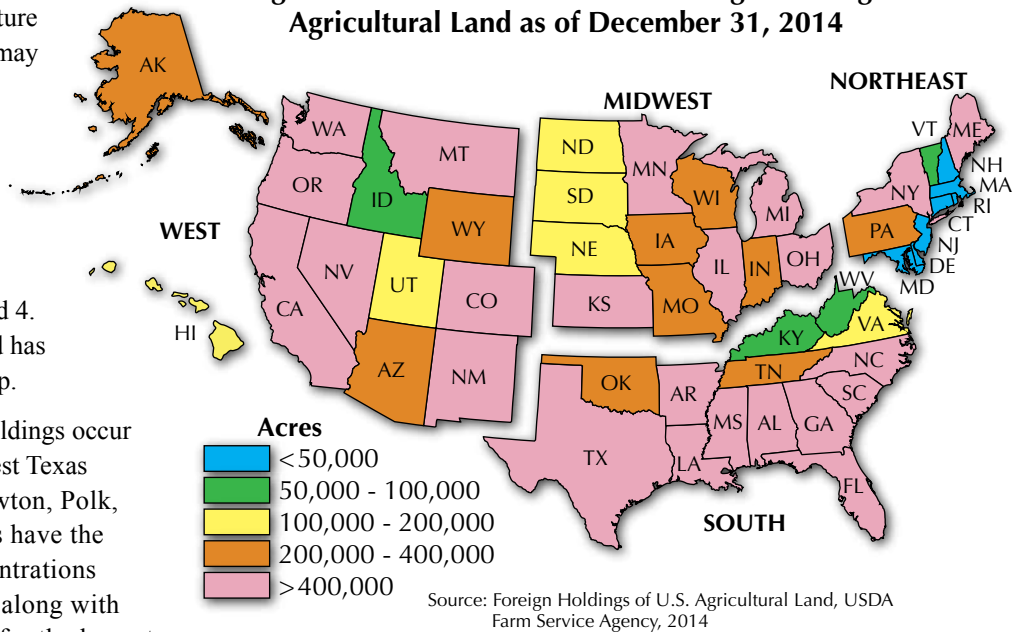 Agricultural Land as of December 31, 2014
ture
may
d 4.
d has
p.
ldings occur
est Texas
wton, Polk,
s have the
ntrations
along with
AK
WEST
HI
WA
OR
CA
NV
ID
MT
WY
UT
CO
AZ
NM
MIDWEST
ND
SD
NE
KS
MN
IA
MO
WI
IL
IN
MI
OH
NORTHEAST
VT
ME
NH
MA
RI
CT
NY
PA
NJ
DE
MD
WV
VA
KY
TN
NC
SC
OK
AR
TX
LA
MS
AL
GA
FL
SOUTH
Acres
<50,000
50,000 - 100,000
100,000 - 200,000
200,000 - 400,000
>400,000
Source: Foreign Holdings of U.S. Agricultural Land, USDA
Farm Service Agency, 2014